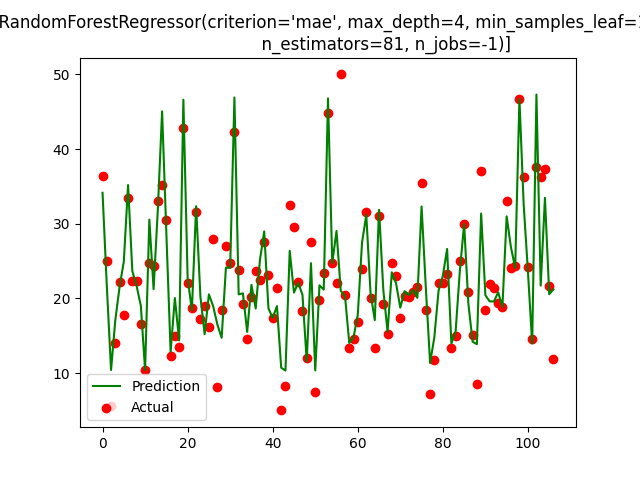 RandomForestRegressor(criterion='mae', max_depth=4, min_samples_leaf=
n_estimators=81, n_jobs=-1)]
50
40
30
20
10
0 20 40 60 80 100
Prediction
Actual